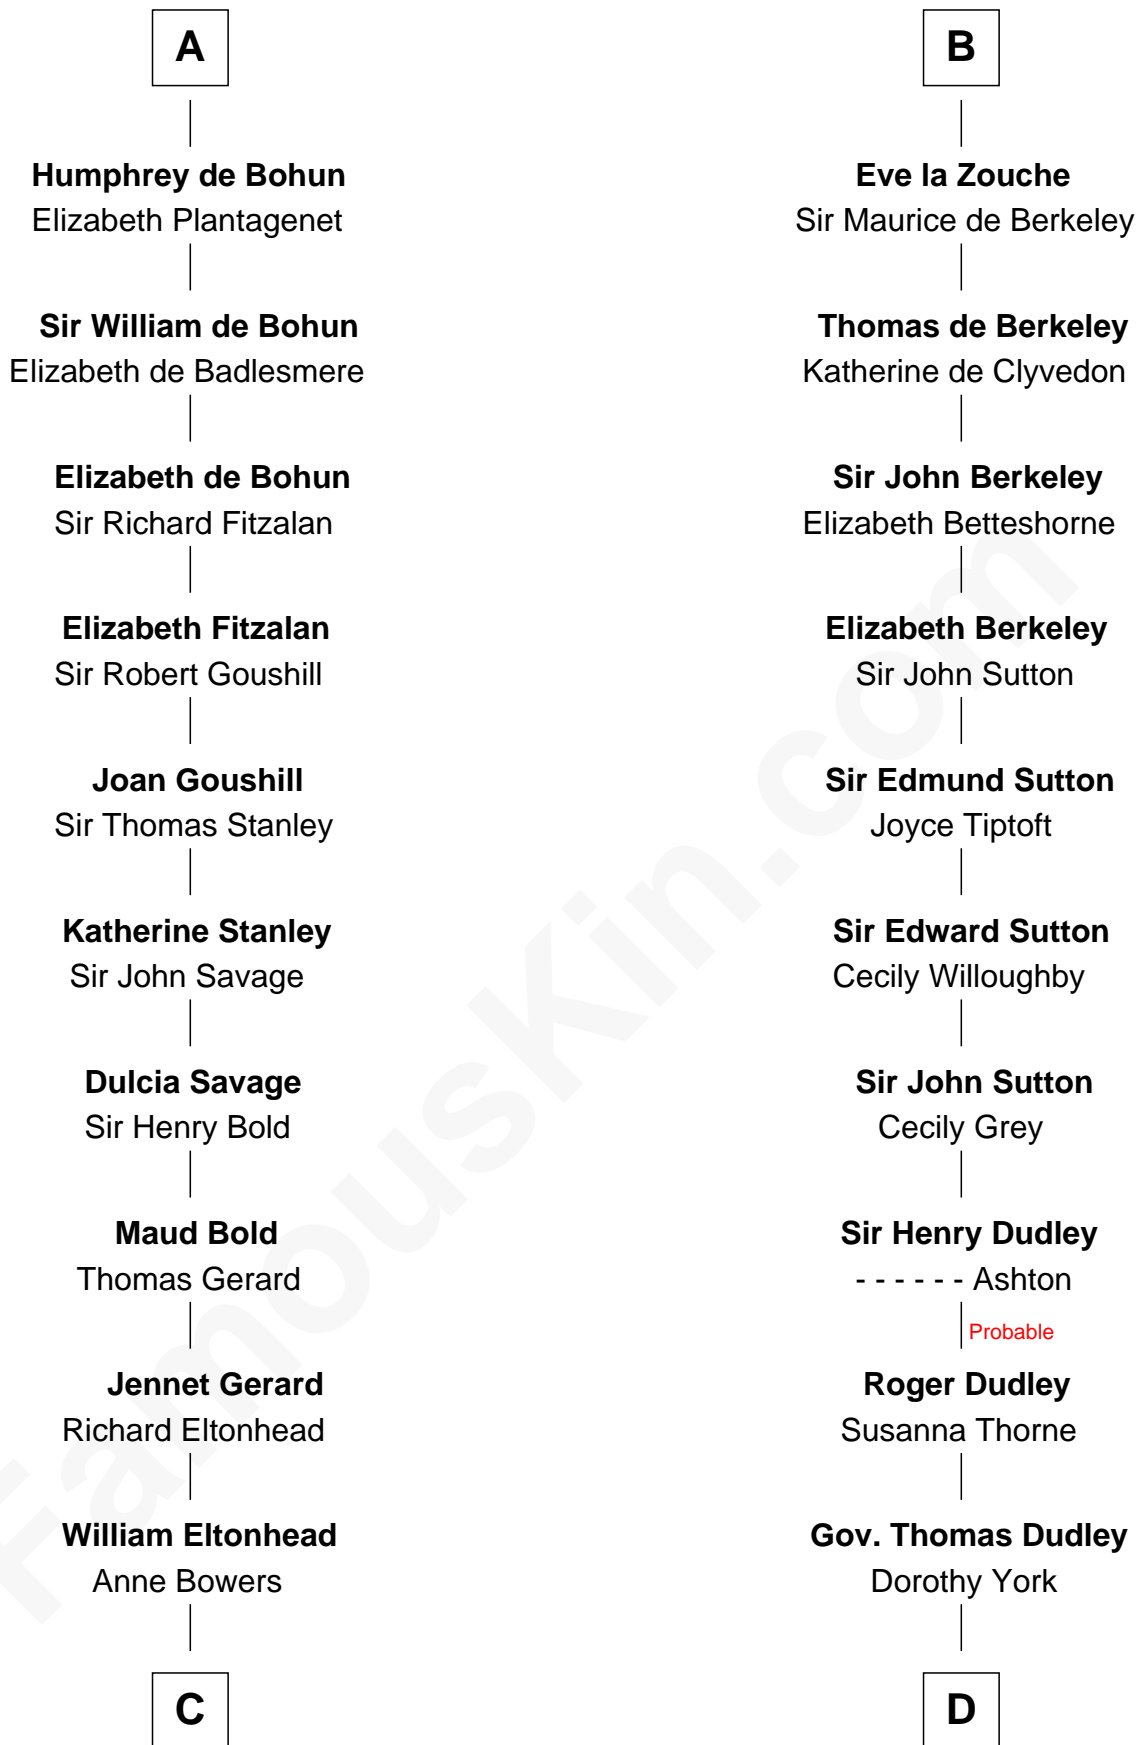 A
Humphrey de Bohun
Elizabeth Plantagenet
Sir William de Bohun
Elizabeth de Badlesmere
Elizabeth de Bohun
Sir Richard Fitzalan
Elizabeth Fitzalan
Sir Robert Goushill
Joan Goushill
Sir Thomas Stanley
Katherine Stanley
Sir John Savage
Dulcia Savage
Sir Henry Bold
Maud Bold
Thomas Gerard
Jennet Gerard
Richard Eltonhead
William Eltonhead
Anne Bowers
C
B
Eve la Zouche
Sir Maurice de Berkeley
Thomas de Berkeley
Katherine de Clyvedon
Sir John Berkeley
Elizabeth Betteshorne
Elizabeth Berkeley
Sir John Sutton
Sir Edmund Sutton
Joyce Tiptoft
Sir Edward Sutton
Cecily Willoughby
Sir John Sutton
Cecily Grey
Sir Henry Dudley
- - - - - - Ashton
Probable
Roger Dudley
Susanna Thorne
Gov. Thomas Dudley
Dorothy York
D
FamousKin.com